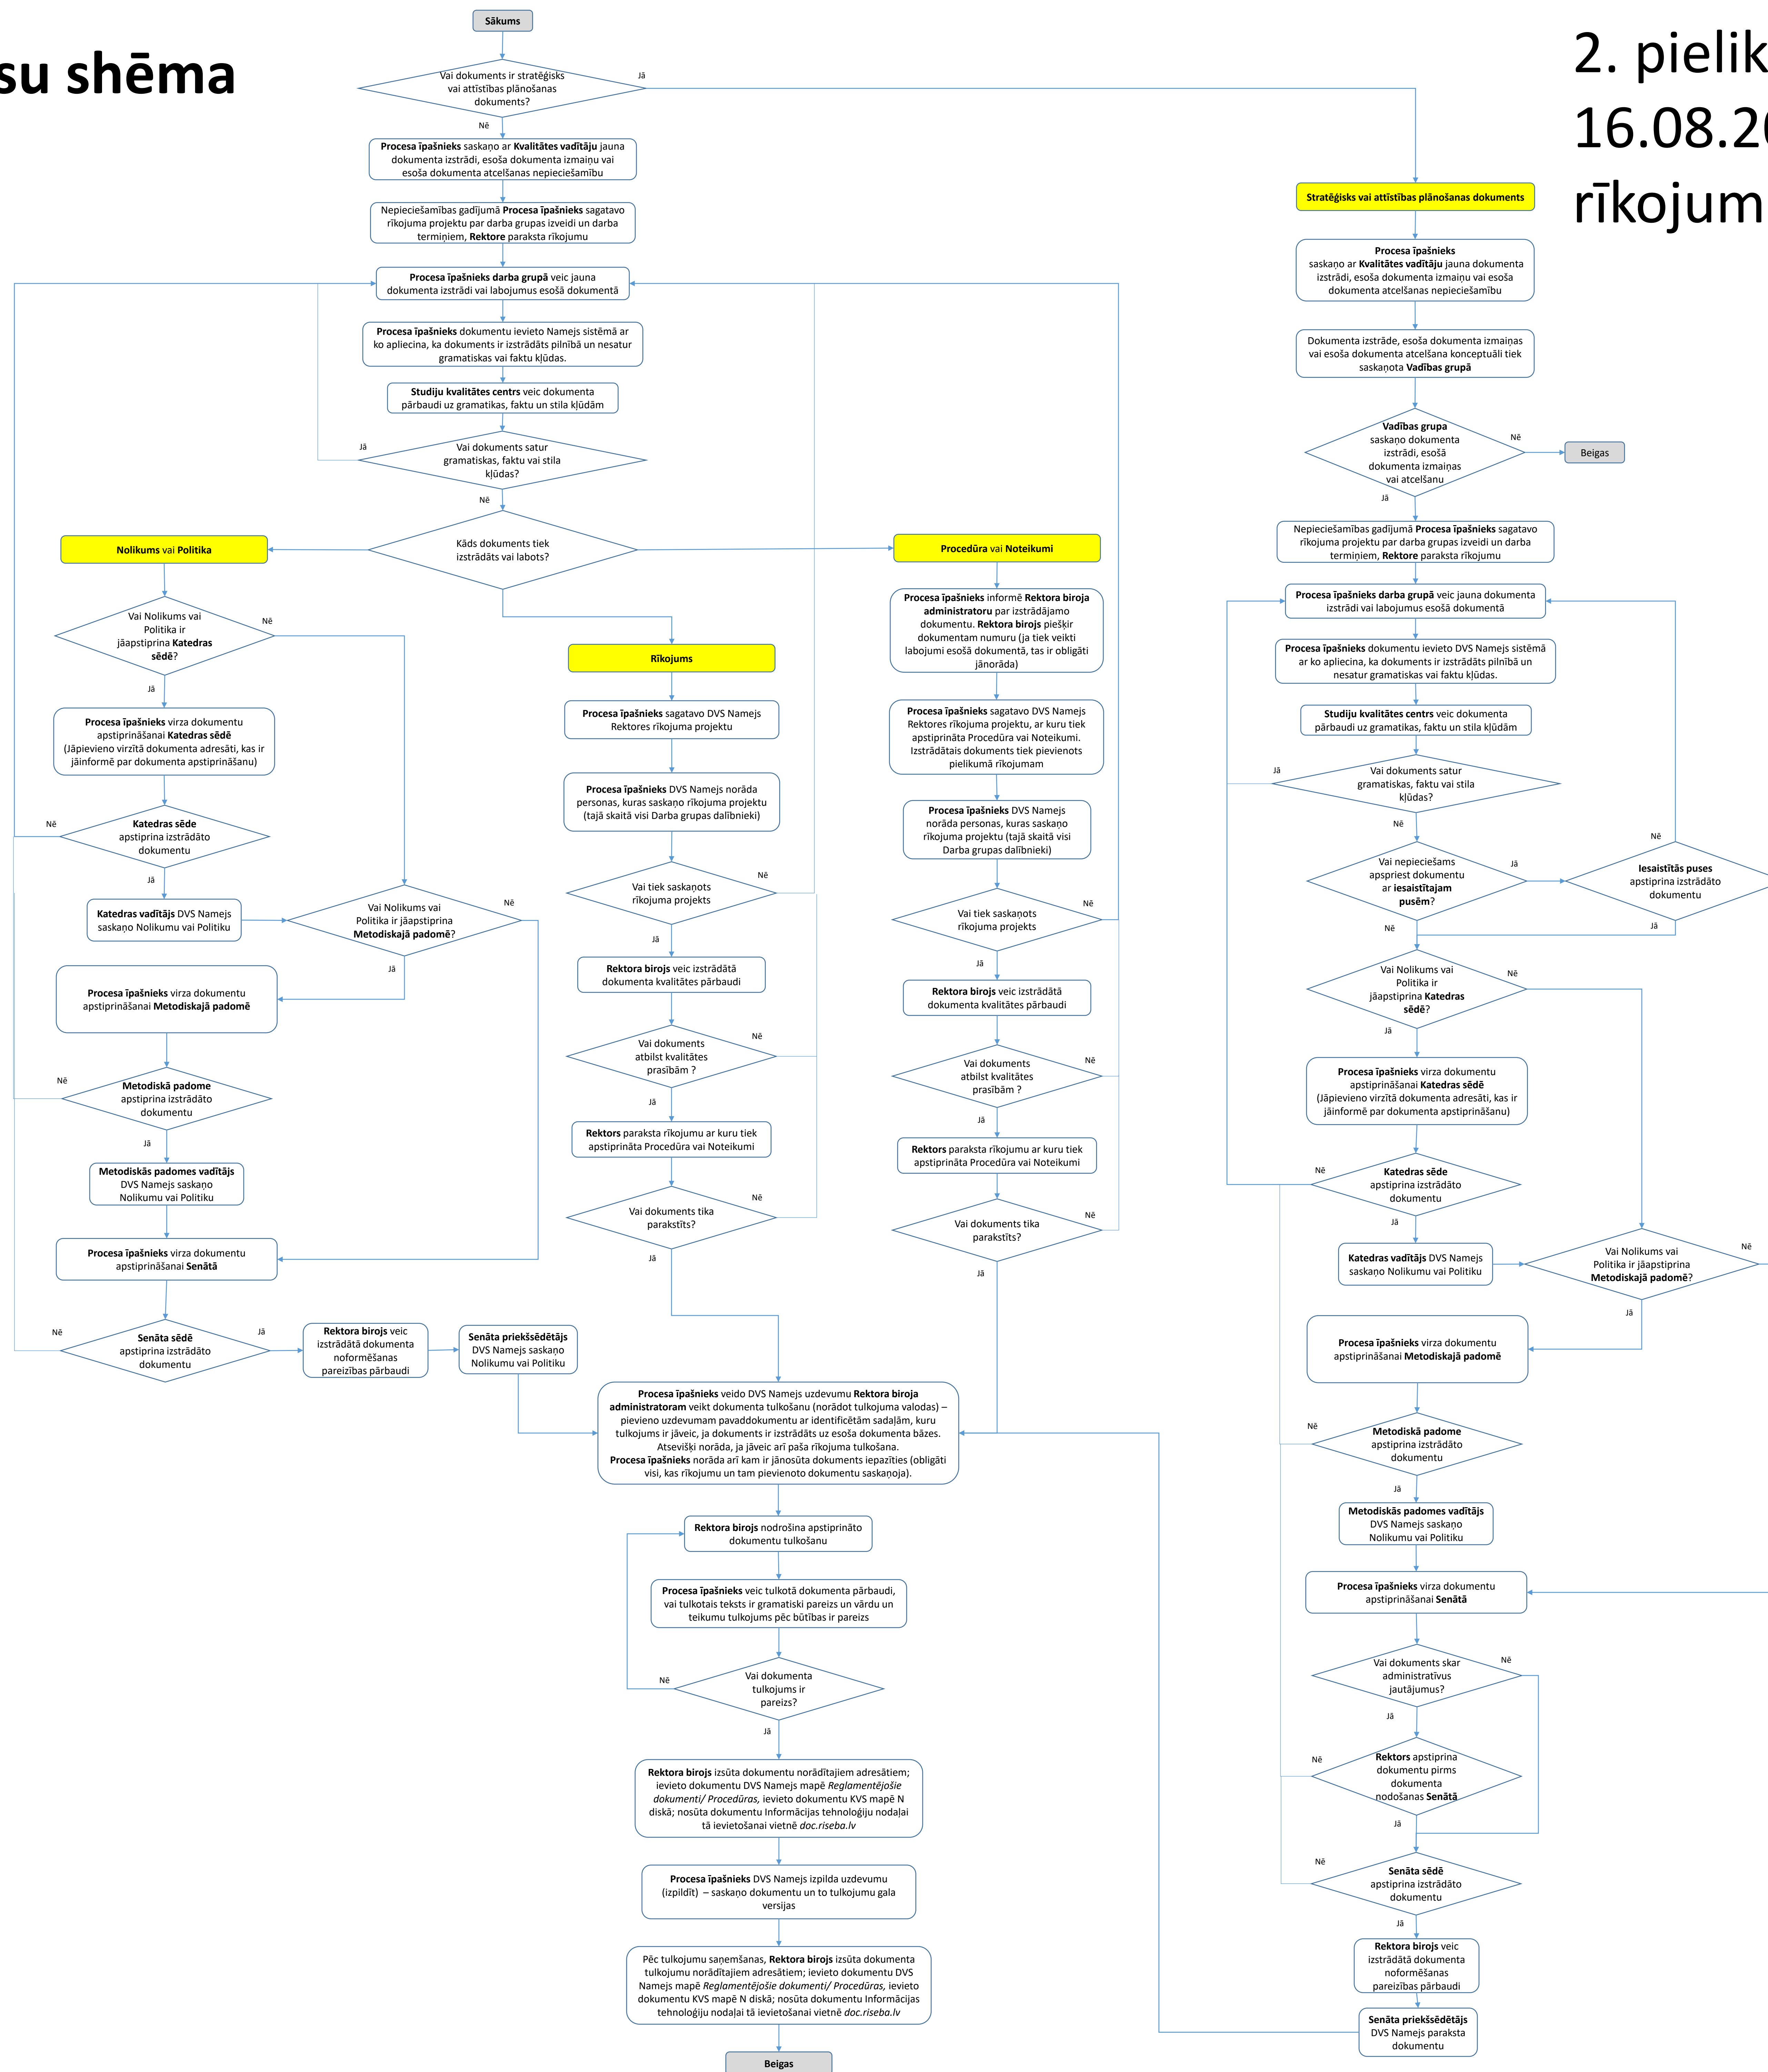 su shēma
2. pielik
16.08.20
rīkojum
Sākums
Vai dokuments ir stratēģisks
vai attīstības plānošanas
dokuments?
Jā
Nē
Procesa īpašnieks saskaņo ar Kvalitātes vadītāju jauna
dokumenta izstrādi, esoša dokumenta izmaiņu vai
esoša dokumenta atcelšanas nepieciešamību
Nepieciešamības gadījumā Procesa īpašnieks sagatavo
rīkojuma projektu par darba grupas izveidi un darba
termiņiem, Rektore paraksta rīkojumu
Procesa īpašnieks darba grupā veic jauna
dokumenta izstrādi vai labojumus esošā dokumentā
Procesa īpašnieks dokumentu ievieto Namejs sistēmā ar
ko apliecina, ka dokuments ir izstrādāts pilnībā un nesatur
gramatiskas vai faktu kļūdas.
Studiju kvalitātes centrs veic dokumenta
pārbaudi uz gramatikas, faktu un stila kļūdām
Jā
Vai dokuments satur
gramatiskas, faktu vai stila
kļūdas?
Nē
Kāds dokuments tiek
izstrādāts vai labots?
Nolikums vai Politika
Vai Nolikums vai
Politika ir
jāapstiprina Katedras
sēdē?
Nē
Jā
Procesa īpašnieks virza dokumentu
apstiprināšanai Katedras sēdē
(Jāpievieno virzītā dokumenta adresāti, kas ir
jāinformē par dokumenta apstiprināšanu)
Nē
Katedras sēde
apstiprina izstrādāto
dokumentu
Jā
Katedras vadītājs DVS Namejs
saskaņo Nolikumu vai Politiku
Vai Nolikums vai
Politika ir jāapstiprina
Metodiskajā padomē?
Nē
Jā
Procesa īpašnieks virza dokumentu
apstiprināšanai Metodiskajā padomē
Nē
Metodiskā padome
apstiprina izstrādāto
dokumentu
Jā
Metodiskās padomes vadītājs
DVS Namejs saskaņo
Nolikumu vai Politiku
Procesa īpašnieks virza dokumentu
apstiprināšanai Senātā
Nē
Senāta sēdē
apstiprina izstrādāto
dokumentu
Jā
Rektora birojs veic
izstrādātā dokumenta
noformēšanas
pareizības pārbaudi
Senāta priekšsēdētājs
DVS Namejs saskaņo
Nolikumu vai Politiku
Rīkojums
Procesa īpašnieks sagatavo DVS Namejs
Rektores rīkojuma projektu
Procesa īpašnieks DVS Namejs norāda
personas, kuras saskaņo rīkojuma projektu
(tajā skaitā visi Darba grupas dalībnieki)
Vai tiek saskaņots
rīkojuma projekts
Nē
Jā
Rektora birojs veic izstrādātā
dokumenta kvalitātes pārbaudi
Vai dokuments
atbilst kvalitātes
prasībām ?
Nē
Jā
Rektors paraksta rīkojumu ar kuru tiek
apstiprināta Procedūra vai Noteikumi
Vai dokuments tika
parakstīts?
Nē
Jā
Procedūra vai Noteikumi
Procesa īpašnieks informē Rektora biroja
administratoru par izstrādājamo
dokumentu. Rektora birojs piešķir
dokumentam numuru (ja tiek veikti
labojumi esošā dokumentā, tas ir obligāti
jānorāda)
Procesa īpašnieks sagatavo DVS Namejs
Rektores rīkojuma projektu, ar kuru tiek
apstiprināta Procedūra vai Noteikumi.
Izstrādātais dokuments tiek pievienots
pielikumā rīkojumam
Procesa īpašnieks DVS Namejs
norāda personas, kuras saskaņo
rīkojuma projektu (tajā skaitā visi
Darba grupas dalībnieki)
Vai tiek saskaņots
rīkojuma projekts
Nē
Jā
Rektora birojs veic izstrādātā
dokumenta kvalitātes pārbaudi
Vai dokuments
atbilst kvalitātes
prasībām ?
Nē
Jā
Rektors paraksta rīkojumu ar kuru tiek
apstiprināta Procedūra vai Noteikumi
Vai dokuments tika
parakstīts?
Nē
Jā
Procesa īpašnieks veido DVS Namejs uzdevumu Rektora biroja
administratoram veikt dokumenta tulkošanu (norādot tulkojuma valodas) –
pievieno uzdevumam pavaddokumentu ar identificētām sadaļām, kuru
tulkojums ir jāveic, ja dokuments ir izstrādāts uz esoša dokumenta bāzes.
Atsevišķi norāda, ja jāveic arī paša rīkojuma tulkošana.
Procesa īpašnieks norāda arī kam ir jānosūta dokuments iepazīties (obligāti
visi, kas rīkojumu un tam pievienoto dokumentu saskaņoja).
Rektora birojs nodrošina apstiprināto
dokumentu tulkošanu
Procesa īpašnieks veic tulkotā dokumenta pārbaudi,
vai tulkotais teksts ir gramatiski pareizs un vārdu un
teikumu tulkojums pēc būtības ir pareizs
Nē
Vai dokumenta
tulkojums ir
pareizs?
Jā
Rektora birojs izsūta dokumentu norādītajiem adresātiem;
ievieto dokumentu DVS Namejs mapē Reglamentējošie
dokumenti/ Procedūras, ievieto dokumentu KVS mapē N
diskā; nosūta dokumentu Informācijas tehnoloģiju nodaļai
tā ievietošanai vietnē doc.riseba.lv
Procesa īpašnieks DVS Namejs izpilda uzdevumu
(izpildīt) – saskaņo dokumentu un to tulkojumu gala
versijas
Pēc tulkojumu saņemšanas, Rektora birojs izsūta dokumenta
tulkojumu norādītajiem adresātiem; ievieto dokumentu DVS
Namejs mapē Reglamentējošie dokumenti/ Procedūras, ievieto
dokumentu KVS mapē N diskā; nosūta dokumentu Informācijas
tehnoloģiju nodaļai tā ievietošanai vietnē doc.riseba.lv
Beigas
Stratēģisks vai attīstības plānošanas dokuments
Procesa īpašnieks
saskaņo ar Kvalitātes vadītāju jauna dokumenta
izstrādi, esoša dokumenta izmaiņu vai esoša
dokumenta atcelšanas nepieciešamību
Dokumenta izstrāde, esoša dokumenta izmaiņas
vai esoša dokumenta atcelšana konceptuāli tiek
saskaņota Vadības grupā
Vadības grupa
saskaņo dokumenta
izstrādi, esošā
dokumenta izmaiņas
vai atcelšanu
Nē
Beigas
Jā
Nepieciešamības gadījumā Procesa īpašnieks sagatavo
rīkojuma projektu par darba grupas izveidi un darba
termiņiem, Rektore paraksta rīkojumu
Procesa īpašnieks darba grupā veic jauna dokumenta
izstrādi vai labojumus esošā dokumentā
Procesa īpašnieks dokumentu ievieto DVS Namejs sistēmā
ar ko apliecina, ka dokuments ir izstrādāts pilnībā un
nesatur gramatiskas vai faktu kļūdas.
Studiju kvalitātes centrs veic dokumenta
pārbaudi uz gramatikas, faktu un stila kļūdām
Jā
Vai dokuments satur
gramatiskas, faktu vai stila
kļūdas?
Nē
Vai nepieciešams
apspriest dokumentu
ar iesaistītajam
pusēm?
Jā
Nē
Nē
Iesaistītās puses
apstiprina izstrādāto
dokumentu
Jā
Vai Nolikums vai
Politika ir
jāapstiprina Katedras
sēdē?
Nē
Jā
Procesa īpašnieks virza dokumentu
apstiprināšanai Katedras sēdē
(Jāpievieno virzītā dokumenta adresāti, kas ir
jāinformē par dokumenta apstiprināšanu)
Nē
Katedras sēde
apstiprina izstrādāto
dokumentu
Jā
Katedras vadītājs DVS Namejs
saskaņo Nolikumu vai Politiku
Vai Nolikums vai
Politika ir jāapstiprina
Metodiskajā padomē?
Nē
Jā
Procesa īpašnieks virza dokumentu
apstiprināšanai Metodiskajā padomē
Nē
Metodiskā padome
apstiprina izstrādāto
dokumentu
Jā
Metodiskās padomes vadītājs
DVS Namejs saskaņo
Nolikumu vai Politiku
Procesa īpašnieks virza dokumentu
apstiprināšanai Senātā
Vai dokuments skar
administratīvus
jautājumus?
Nē
Jā
Nē
Rektors apstiprina
dokumentu pirms
dokumenta
nodošanas Senātā
Jā
Nē
Senāta sēdē
apstiprina izstrādāto
dokumentu
Jā
Rektora birojs veic
izstrādātā dokumenta
noformēšanas
pareizības pārbaudi
Senāta priekšsēdētājs
DVS Namejs paraksta
dokumentu